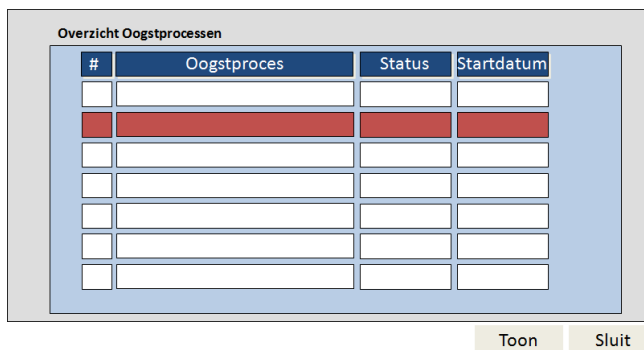 Overzicht Oogstprocessen
# Oogstproces Status Startdatum
Toon Sluit